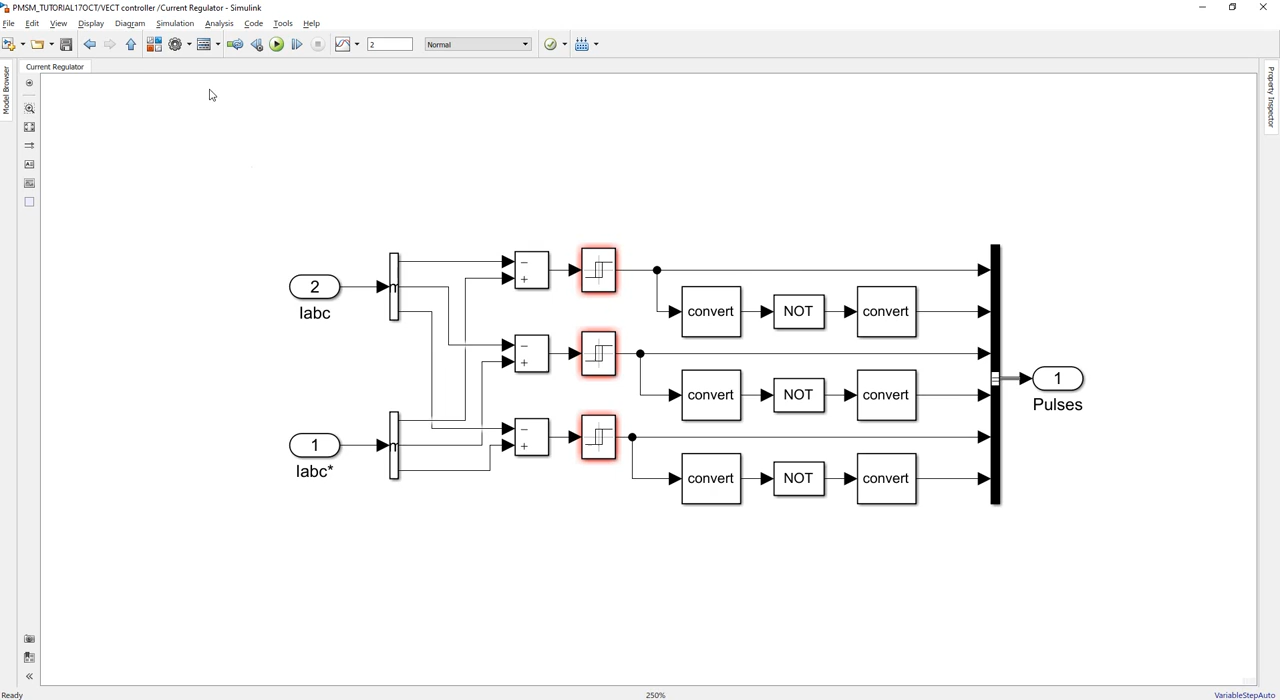 PMSM_TUTORIAL17OCT/VECT controller /Current Regulator - Simulink
File Edit View Display Diagram Simulation Analysis Code Tools Help
2 Normal
Current Regulator
Model Browser
Property Inspector
2
Iabc
− +
convert NOT convert
− +
convert NOT convert
1
Pulses
1
Iabc*
− +
convert NOT convert
Ready 250% VariableStepAuto